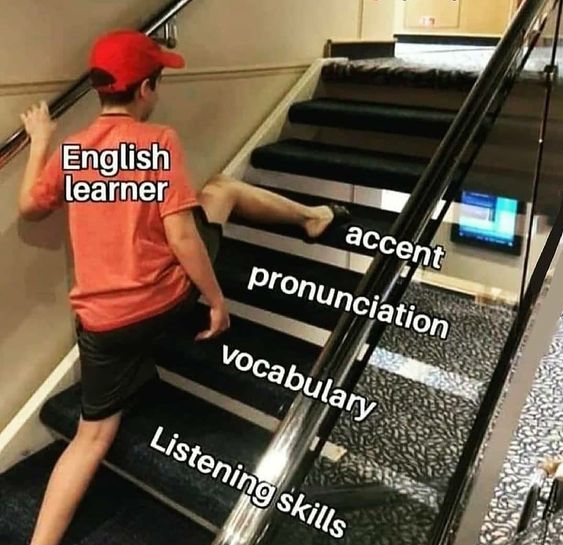 English
learner
accent
pronunciation
vocabulary
Listening skills